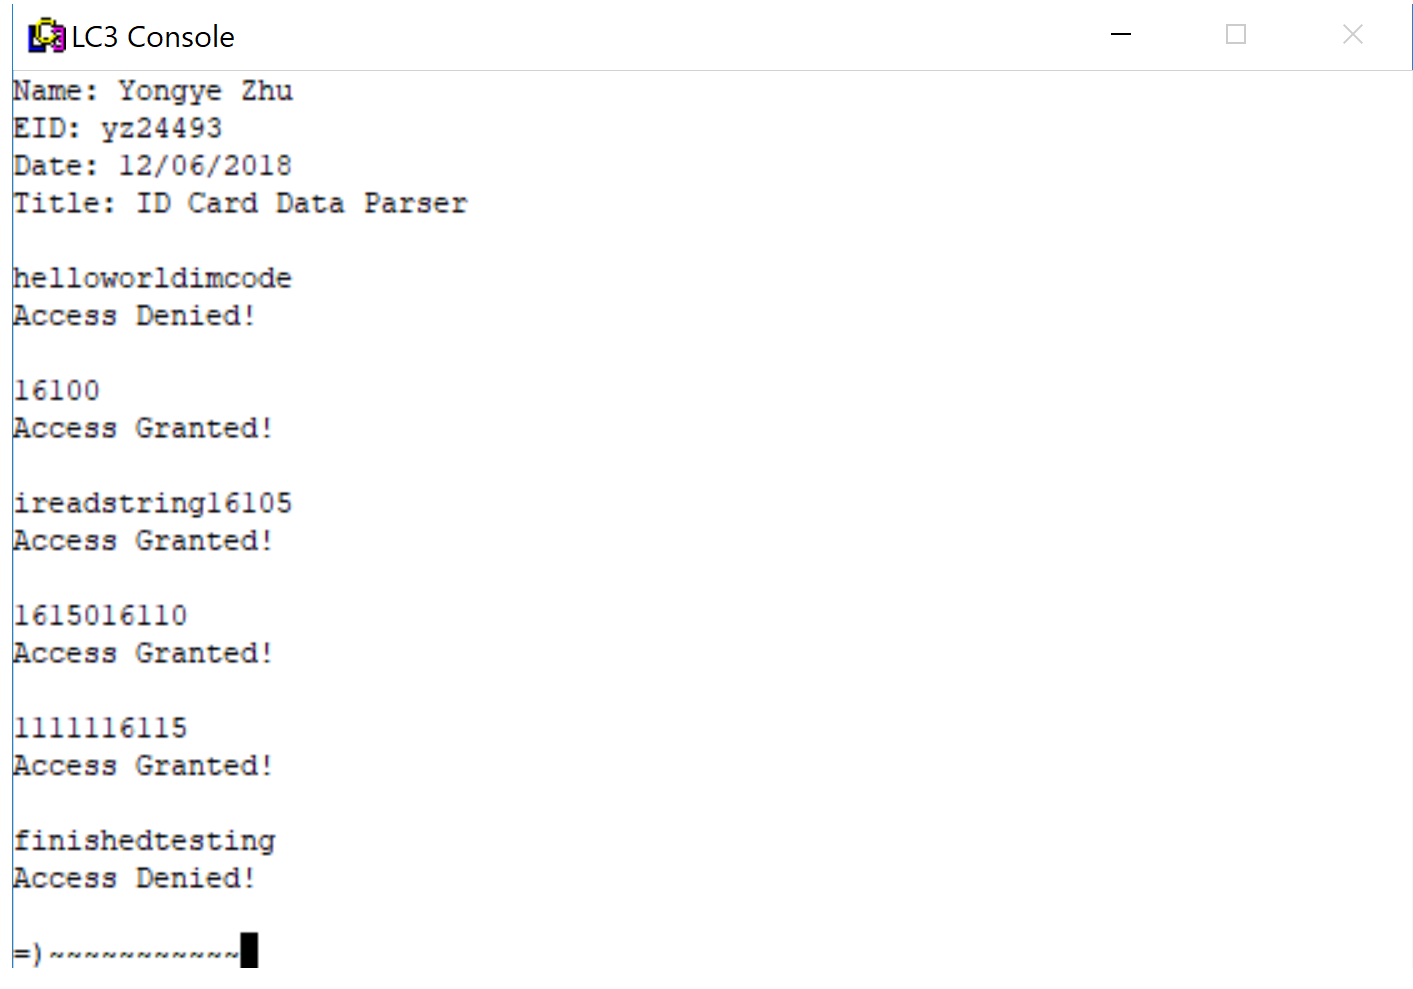 LC3 Console
Name: Yongye Zhu
EID: yz24493
Date: 12/06/2018
Title: ID Card Data Parser
helloworldimcode
Access Denied!
16100
Access Granted!
ireadstring16105
Access Granted!
1615016110
Access Granted!
1111116115
Access Granted!
finishedtesting
Access Denied!
=)~~~~~~~~~~~